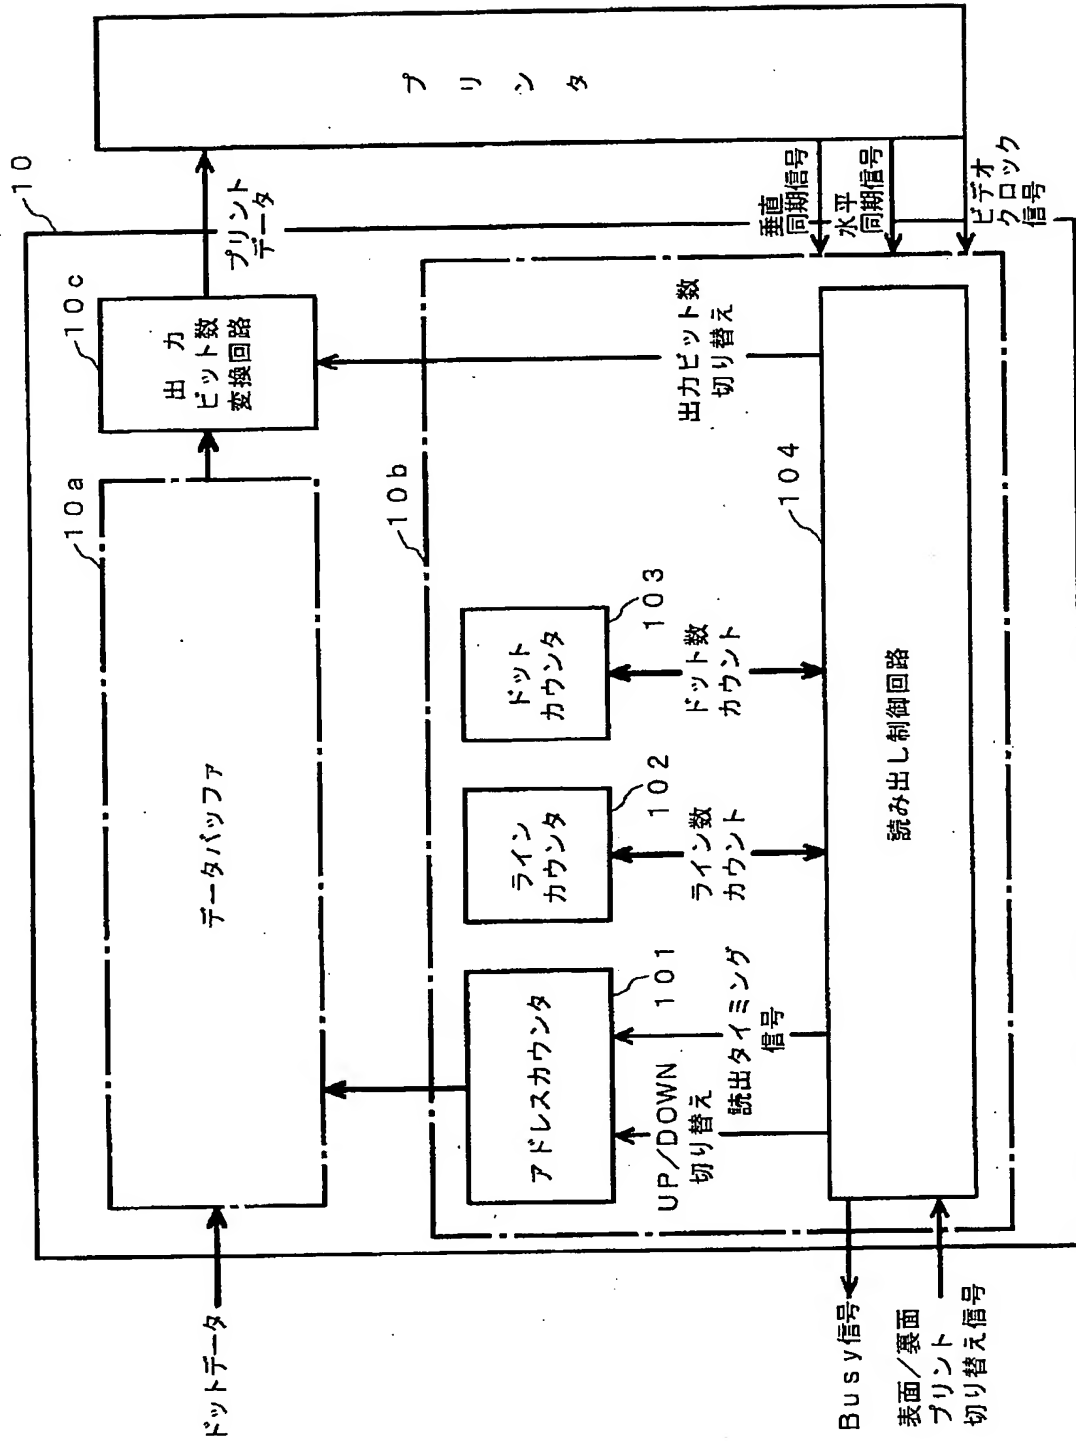 10
プリンタ
プリント
データ
垂直
同期信号
水平
同期信号
ビデオ
クロック
信号
10c
出力
ビット数
変換回路
出力ビット数
切り替え
10a
データバッファ
10b
104
読み出し制御回路
ドット
カウンタ
103
ドット数
カウント
ライン
カウンタ
102
ライン数
カウント
アドレスカウンタ
101
読出タイミング
信号
UP/DOWN
切り替え
ドットデータ
Busy信号
表面/裏面
プリント
切り替え信号